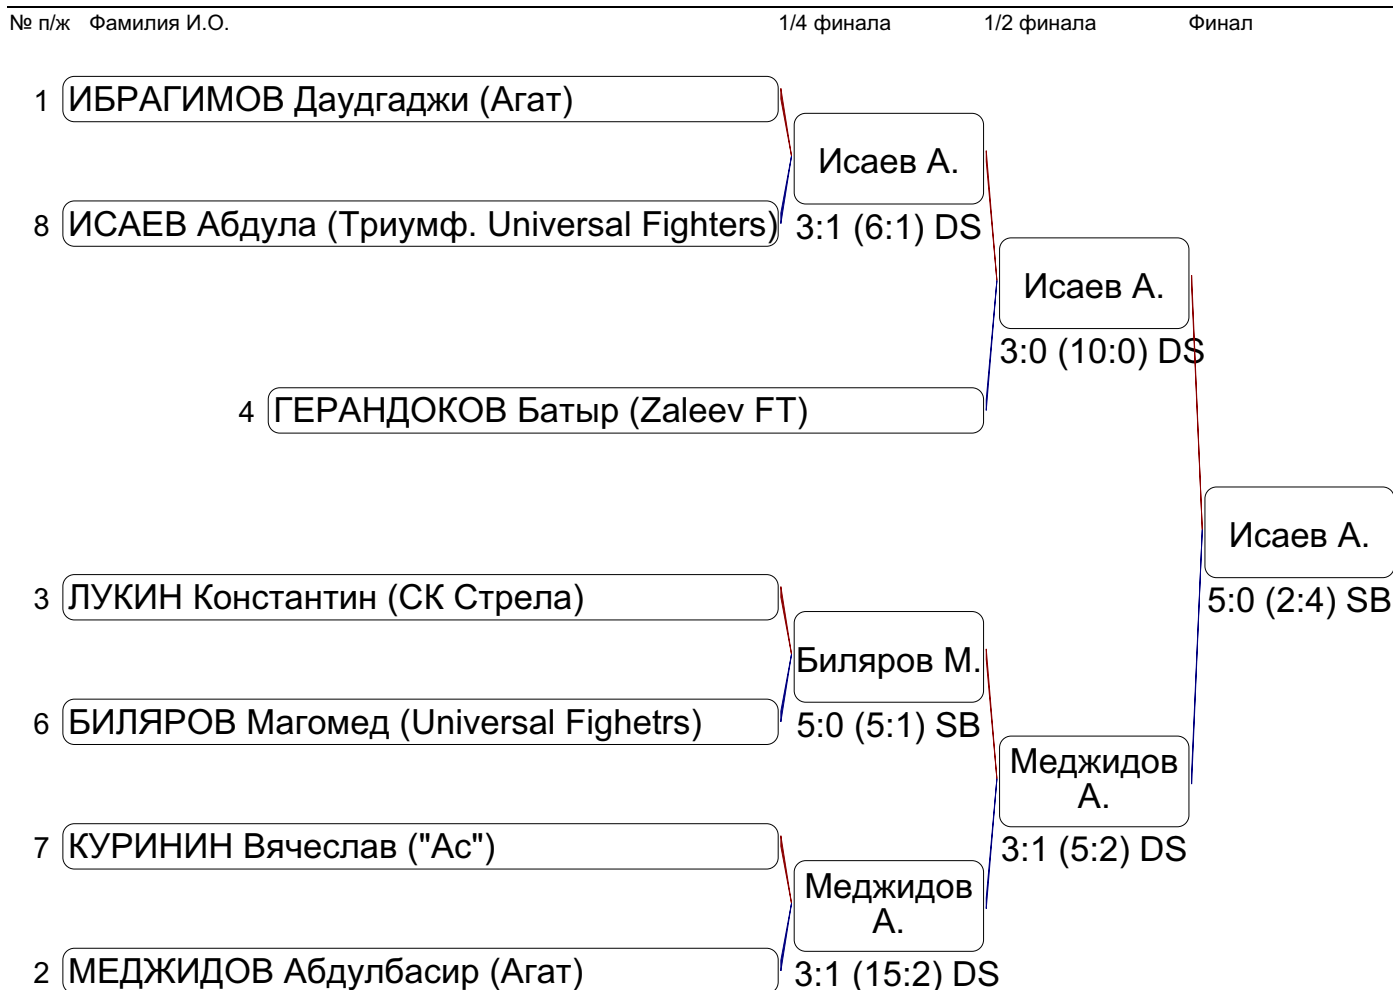 № п/ж Фамилия И.О. 1/4 финала 1/2 финала Финал
1 ИБРАГИМОВ Даудгаджи (Агат)
Исаев А.
8 ИСАЕВ Абдула (Триумф. Universal Fighters) 3:1 (6:1) DS
Исаев А.
3:0 (10:0) DS
4 ГЕРАНДОКОВ Батыр (Zaleev FT)
Исаев А.
3 ЛУКИН Константин (СК Стрела) 5:0 (2:4) SB
Биляров М.
6 БИЛЯРОВ Магомед (Universal Fighetrs) 5:0 (5:1) SB
Меджидов
А.
7 КУРИНИН Вячеслав ("Ас") 3:1 (5:2) DS
Меджидов
А.
2 МЕДЖИДОВ Абдулбасир (Агат) 3:1 (15:2) DS